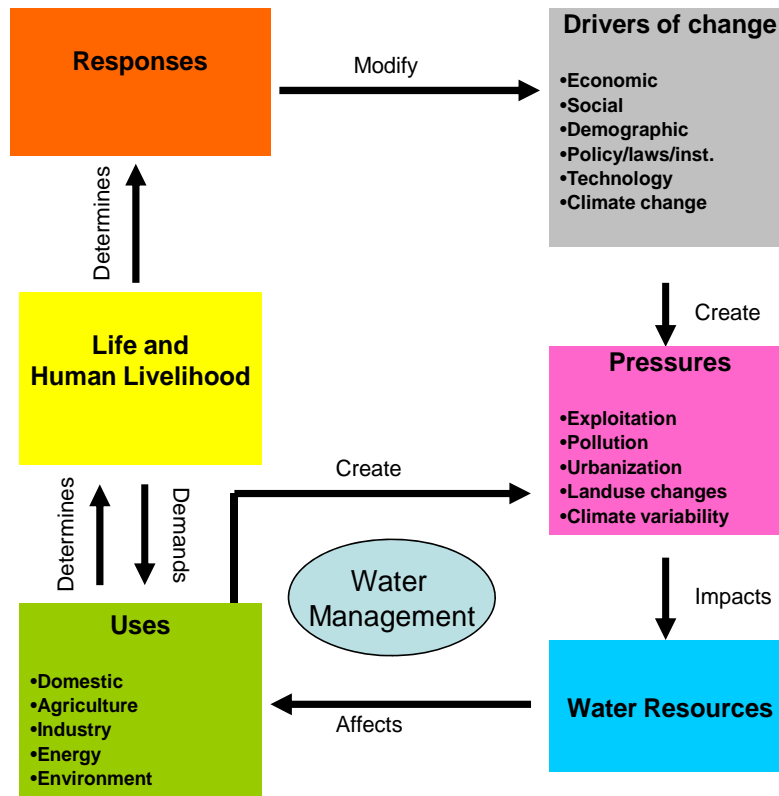 Responses
Modify
Drivers of change
•Economic
•Social
•Demographic
•Policy/laws/inst.
•Technology
•Climate change
Determines
Create
Life and
Human Livelihood
Pressures
•Exploitation
•Pollution
•Urbanization
•Landuse changes
•Climate variability
Determines
Demands
Create
Water
Management
Impacts
Uses
•Domestic
•Agriculture
•Industry
•Energy
•Environment
Affects
Water Resources